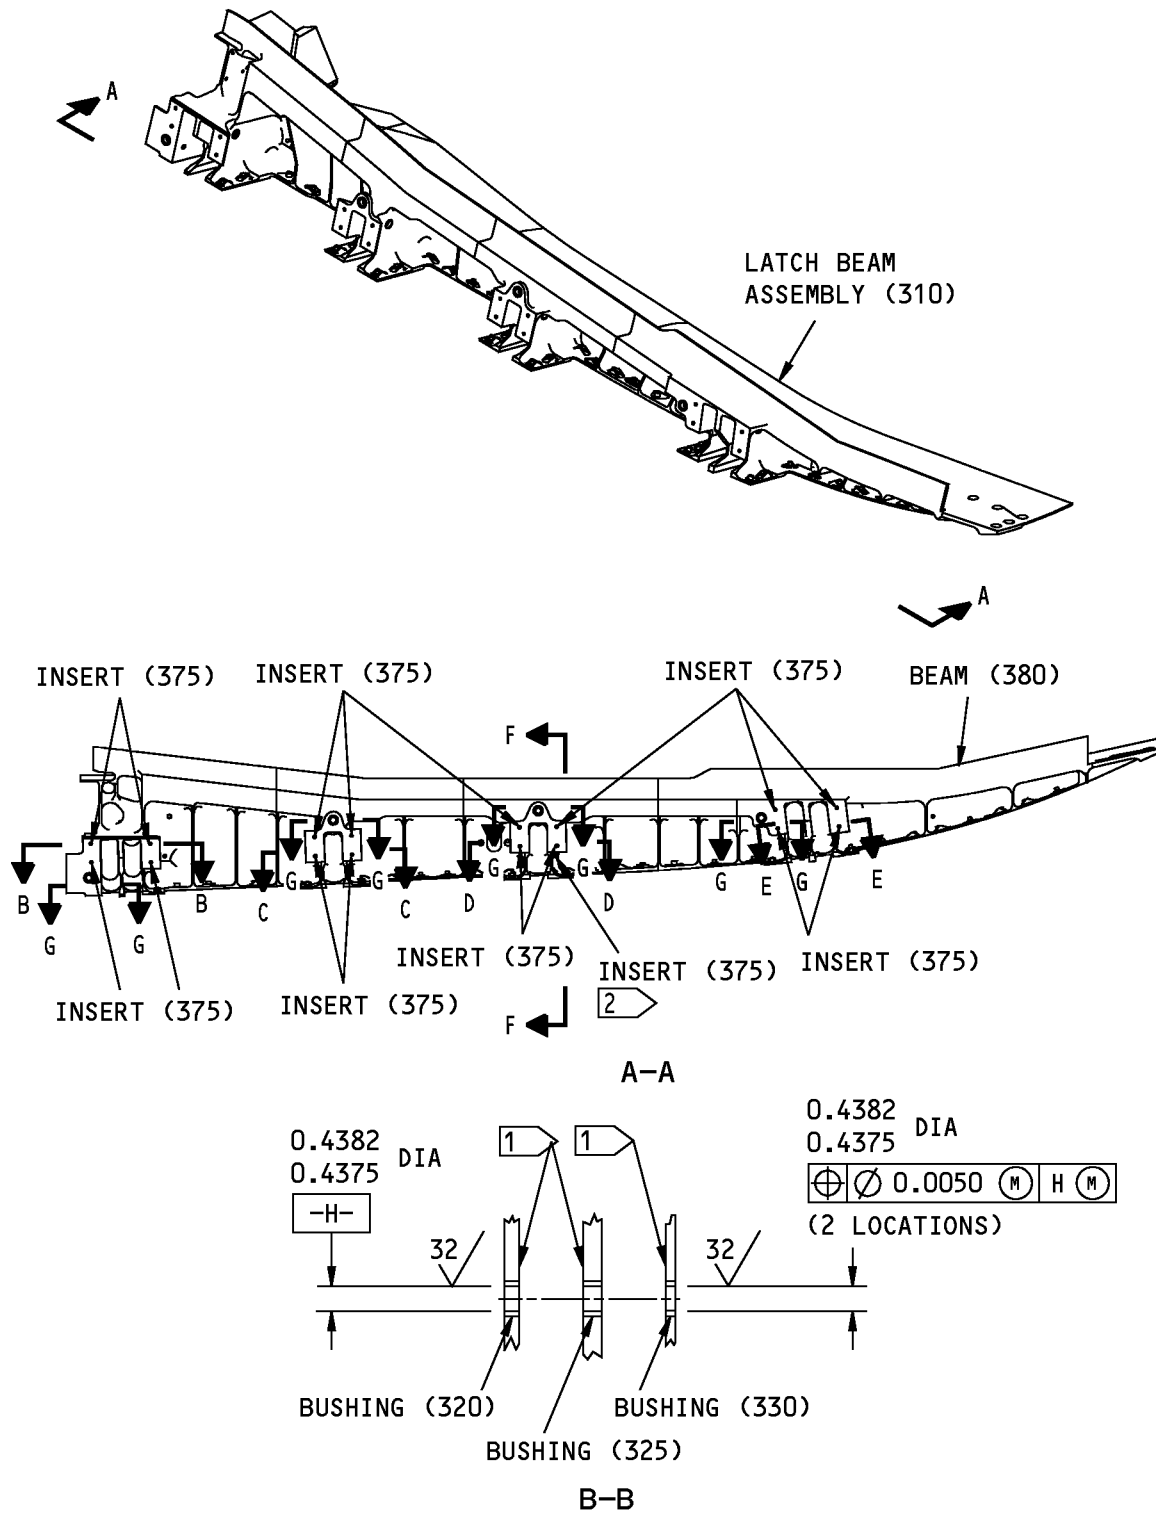 A
LATCH BEAM
ASSEMBLY (310)
A
INSERT (375)
INSERT (375)
INSERT (375)
BEAM (380)
F
B
G
G
B
C
G
G
C
D
G
G
D
G
E
G
E
INSERT (375)
INSERT (375)
INSERT (375)
INSERT (375)
INSERT (375)
2
F
A-A
0.4382
0.4375
DIA
-H-
1
1
0.4382
0.4375
DIA
⌖ ⌀ 0.0050 Ⓜ H Ⓜ
(2 LOCATIONS)
32
32
BUSHING (320)
BUSHING (330)
BUSHING (325)
B-B